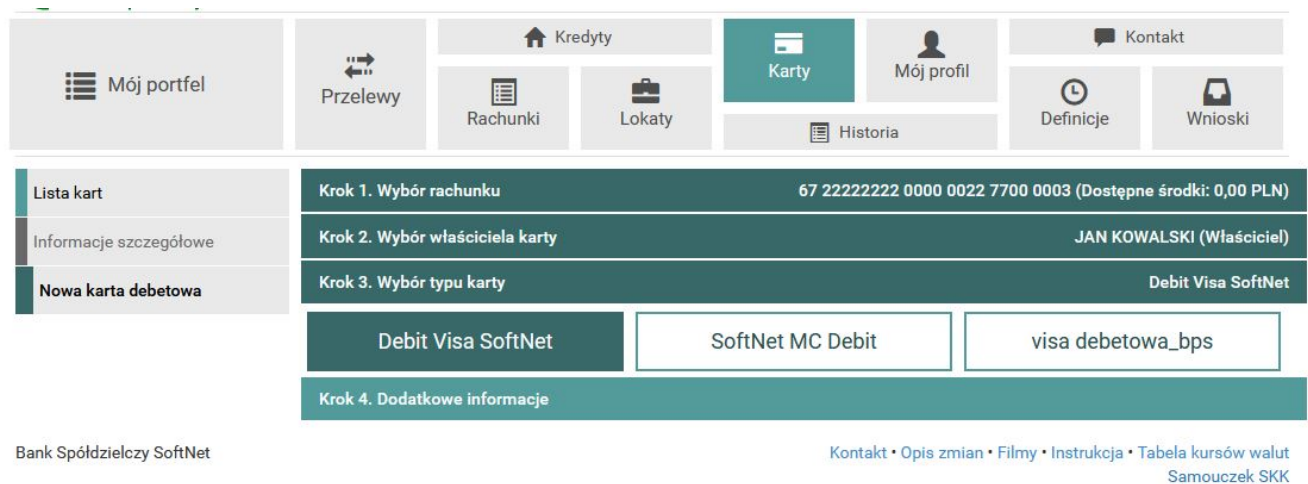 Mój portfel
Przelewy
Kredyty
Rachunki
Lokaty
Karty
Mój profil
Historia
Kontakt
Definicje
Wnioski
Lista kart
Informacje szczegółowe
Nowa karta debetowa
Krok 1. Wybór rachunku 67 22222222 0000 0022 7700 0003 (Dostępne środki: 0,00 PLN)
Krok 2. Wybór właściciela karty JAN KOWALSKI (Właściciel)
Krok 3. Wybór typu karty Debit Visa SoftNet
Debit Visa SoftNet SoftNet MC Debit visa debetowa_bps
Krok 4. Dodatkowe informacje
Bank Spółdzielczy SoftNet
Kontakt • Opis zmian • Filmy • Instrukcja • Tabela kursów walut
Samouczek SKK